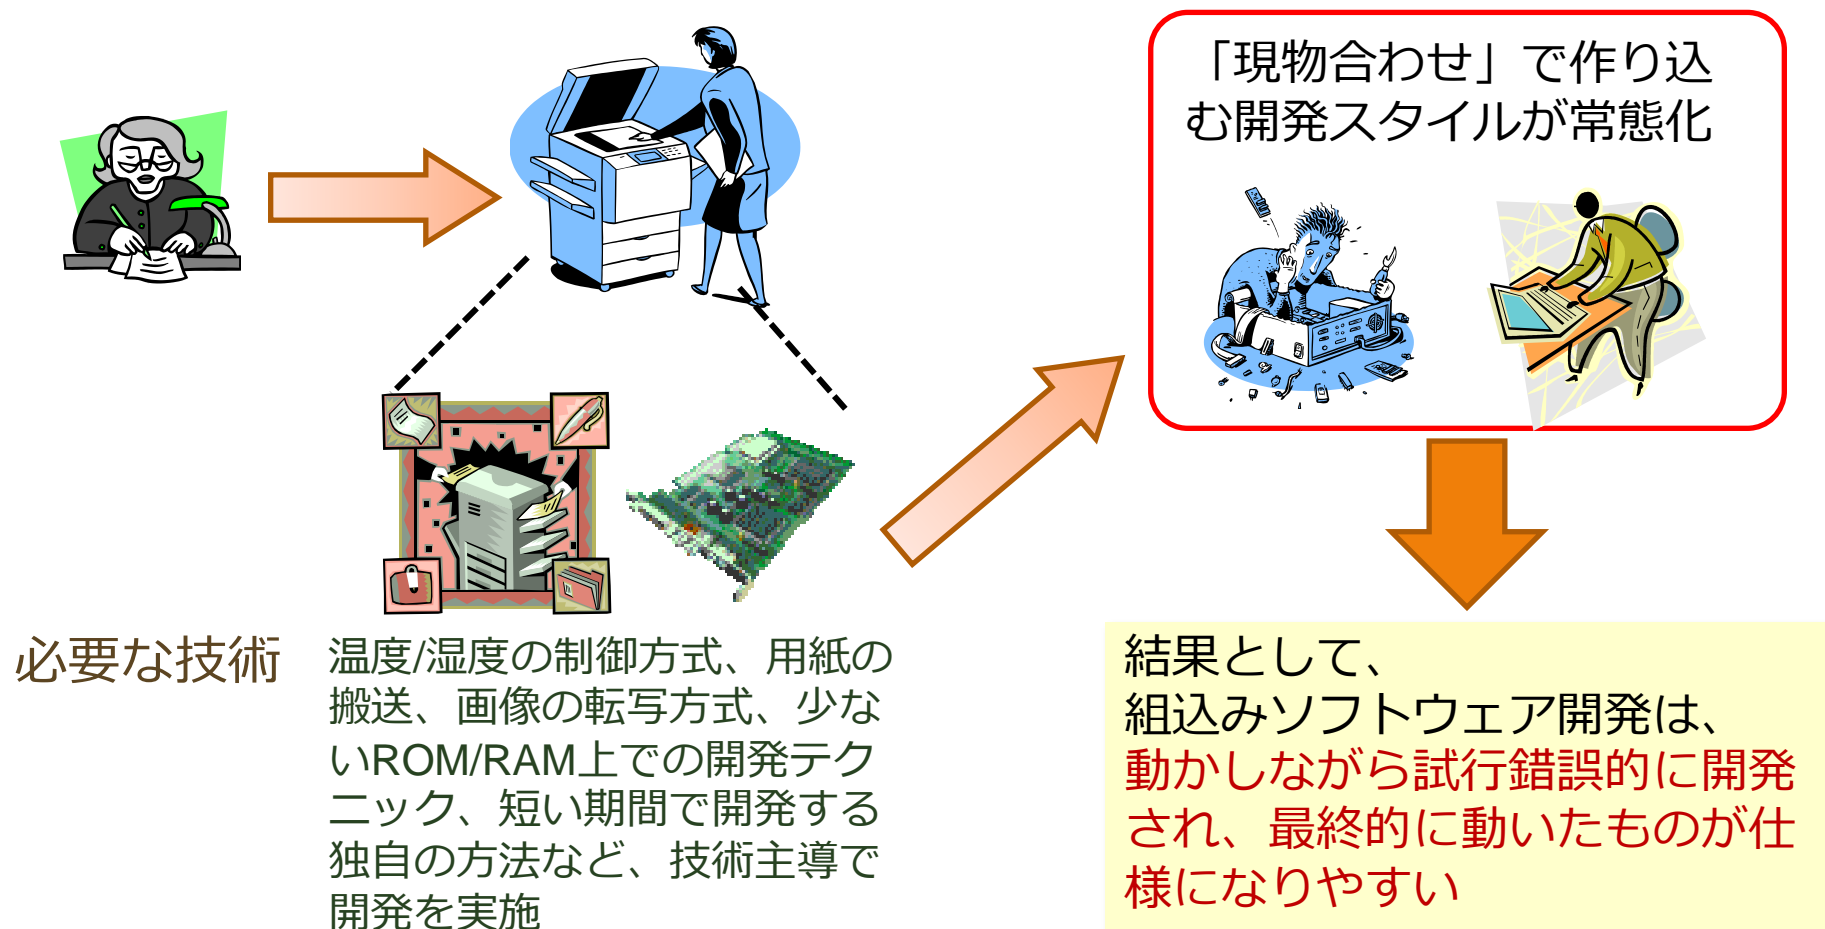 「現物合わせ」で作り込
む開発スタイルが常態化
必要な技術
温度/湿度の制御方式、用紙の
搬送、画像の転写方式、少な
いROM/RAM上での開発テク
ニック、短い期間で開発する
独自の方法など、技術主導で
開発を実施
結果として、
組込みソフトウェア開発は、
動かしながら試行錯誤的に開発
され、最終的に動いたものが仕
様になりやすい